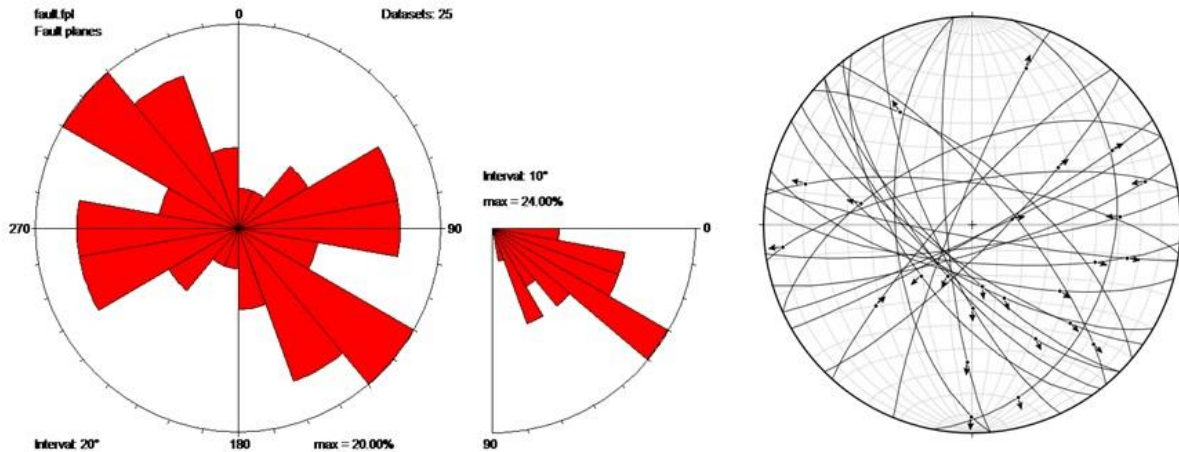 fault.fpl
Fault planes
0
Datasets: 25
270
90
Interval: 20°
180
max = 20.00%
Interval: 10°
max = 24.00%
0
90